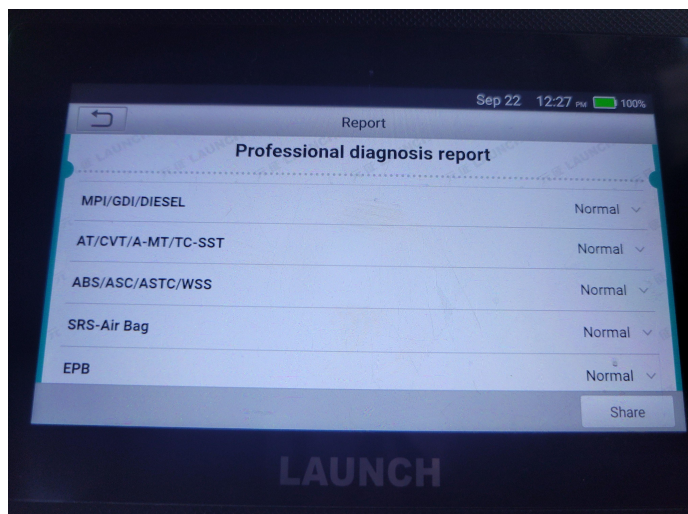 Sep 22 12:27 PM 100%
Report
Professional diagnosis report
MPI/GDI/DIESEL Normal
AT/CVT/A-MT/TC-SST Normal
ABS/ASC/ASTC/WSS Normal
SRS-Air Bag Normal
EPB Normal
Share
LAUNCH